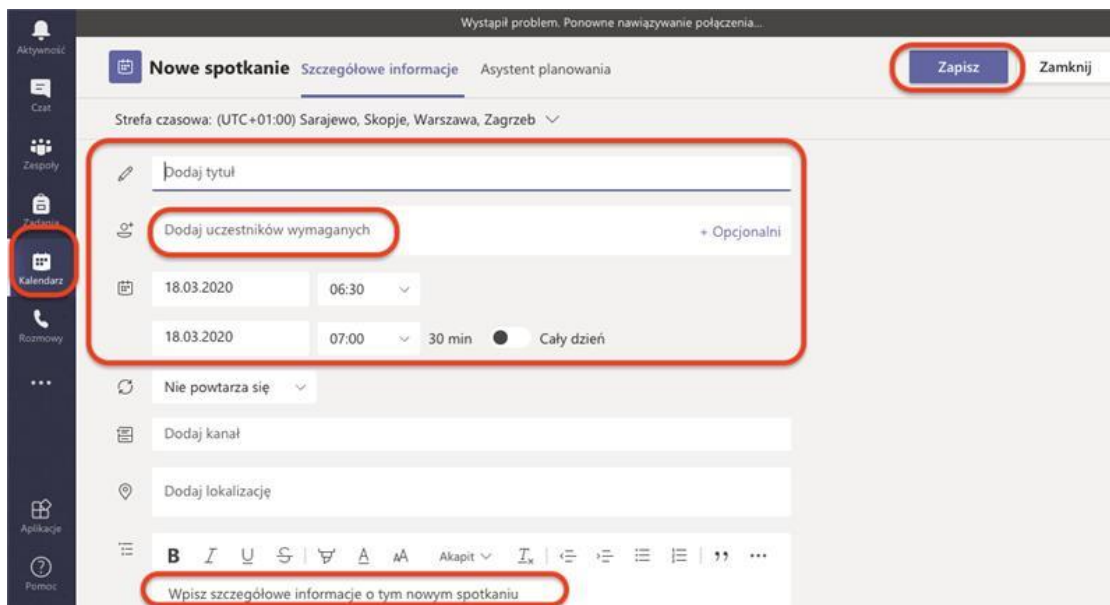 Wystąpił problem. Ponowne nawiązywanie połączenia...
Aktywność
Czat
Zespoły
Zadania
Kalendarz
Rozmowy
Aplikacje
Pomoc
Nowe spotkanie Szczegółowe informacje Asystent planowania Zapisz Zamknij
Strefa czasowa: (UTC+01:00) Sarajewo, Skopje, Warszawa, Zagrzeb
Dodaj tytuł
Dodaj uczestników wymaganych + Opcjonalni
18.03.2020 06:30
18.03.2020 07:00 30 min Cały dzień
Nie powtarza się
Dodaj kanał
Dodaj lokalizację
B I U S A AA Akapit Tx
Wpisz szczegółowe informacje o tym nowym spotkaniu